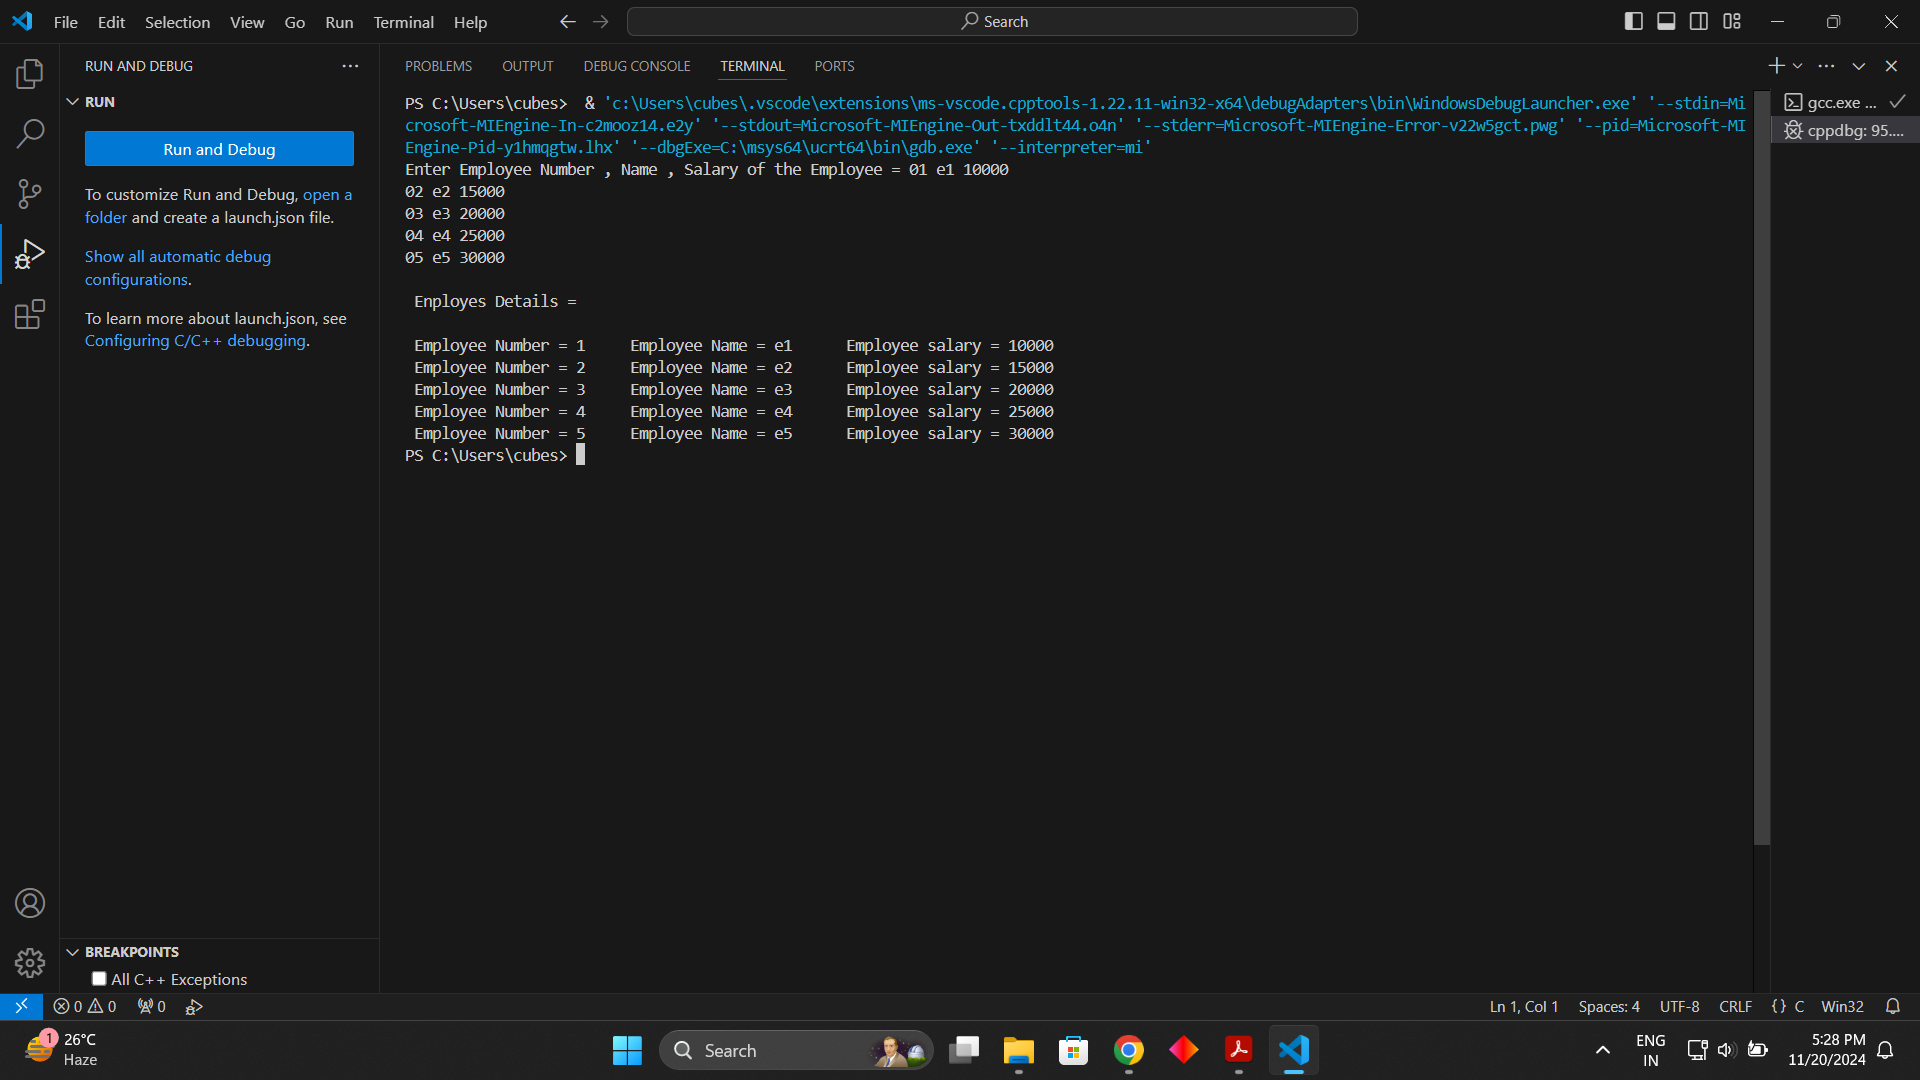 File Edit Selection View Go Run Terminal Help
Search
RUN AND DEBUG
RUN
Run and Debug
To customize Run and Debug, open a
folder and create a launch.json file.
Show all automatic debug
configurations.
To learn more about launch.json, see
Configuring C/C++ debugging.
BREAKPOINTS
All C++ Exceptions
PROBLEMS OUTPUT DEBUG CONSOLE TERMINAL PORTS
PS C:\Users\cubes>  & 'c:\Users\cubes\.vscode\extensions\ms-vscode.cpptools-1.22.11-win32-x64\debugAdapters\bin\WindowsDebugLauncher.exe' '--stdin=Mi
crosoft-MIEngine-In-c2mooz14.e2y' '--stdout=Microsoft-MIEngine-Out-txddlt44.o4n' '--stderr=Microsoft-MIEngine-Error-v22w5gct.pwg' '--pid=Microsoft-MI
Engine-Pid-y1hmqgtw.lhx' '--dbgExe=C:\msys64\ucrt64\bin\gdb.exe' '--interpreter=mi'
Enter Employee Number , Name , Salary of the Employee = 01 e1 10000
02 e2 15000
03 e3 20000
04 e4 25000
05 e5 30000
Enployes Details =
Employee Number = 1 Employee Name = e1 Employee salary = 10000
Employee Number = 2 Employee Name = e2 Employee salary = 15000
Employee Number = 3 Employee Name = e3 Employee salary = 20000
Employee Number = 4 Employee Name = e4 Employee salary = 25000
Employee Number = 5 Employee Name = e5 Employee salary = 30000
PS C:\Users\cubes>
gcc.exe ...
cppdbg: 95....
0 0 0
Ln 1, Col 1 Spaces: 4 UTF-8 CRLF {} C Win32
1
26°C
Haze
Search
ENG
IN
5:28 PM
11/20/2024